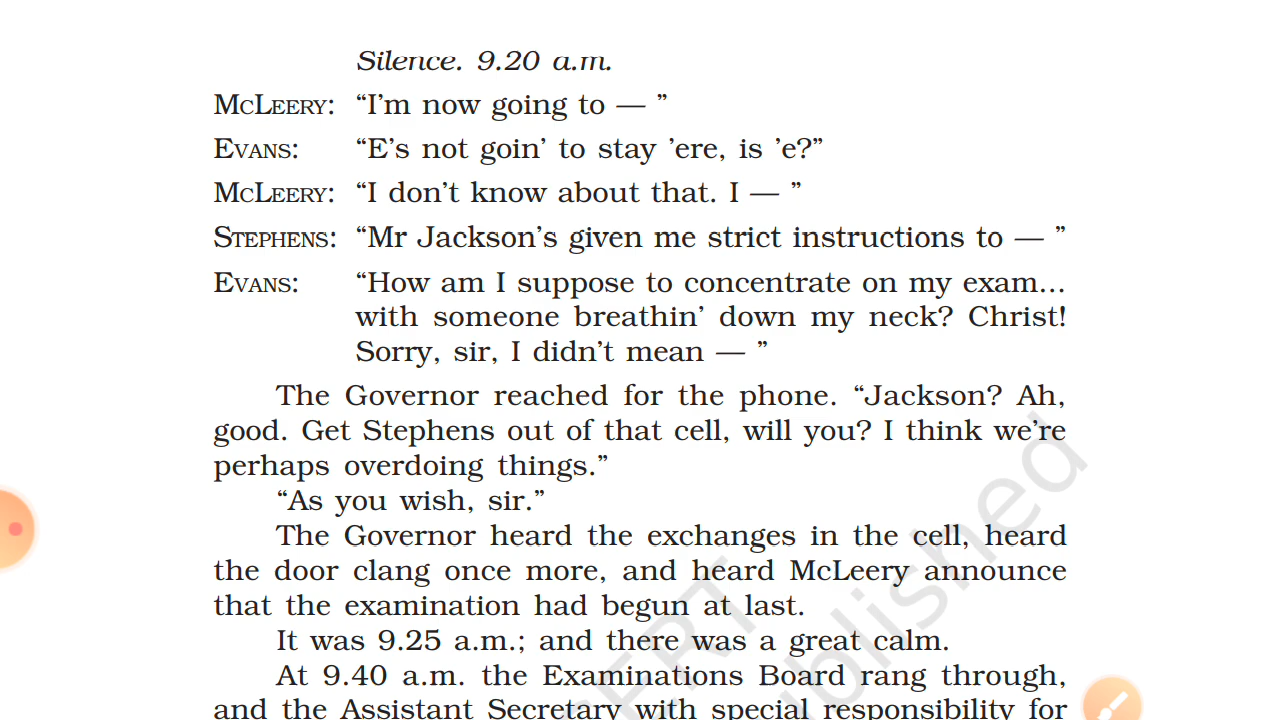 Silence. 9.20 a.m.
McLeery: “I'm now going to — ”
Evans: “E's not goin' to stay 'ere, is 'e?”
McLeery: “I don't know about that. I — ”
Stephens: “Mr Jackson's given me strict instructions to — ”
Evans: “How am I suppose to concentrate on my exam...
with someone breathin' down my neck? Christ!
Sorry, sir, I didn't mean — ”
The Governor reached for the phone. “Jackson? Ah,
good. Get Stephens out of that cell, will you? I think we're
perhaps overdoing things.”
“As you wish, sir.”
The Governor heard the exchanges in the cell, heard
the door clang once more, and heard McLeery announce
that the examination had begun at last.
It was 9.25 a.m.; and there was a great calm.
At 9.40 a.m. the Examinations Board rang through,
and the Assistant Secretary with special responsibility for